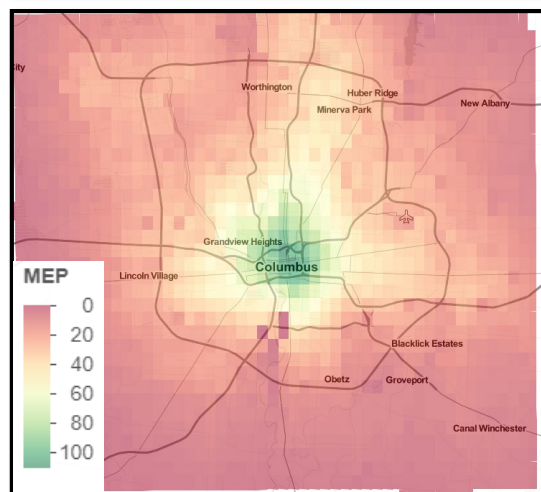 City
Worthington
Huber Ridge
New Albany
Minerva Park
Grandview Heights
Columbus
Lincoln Village
MEP
0
20
40
60
80
100
Blacklick Estates
Obetz
Groveport
Canal Winchester